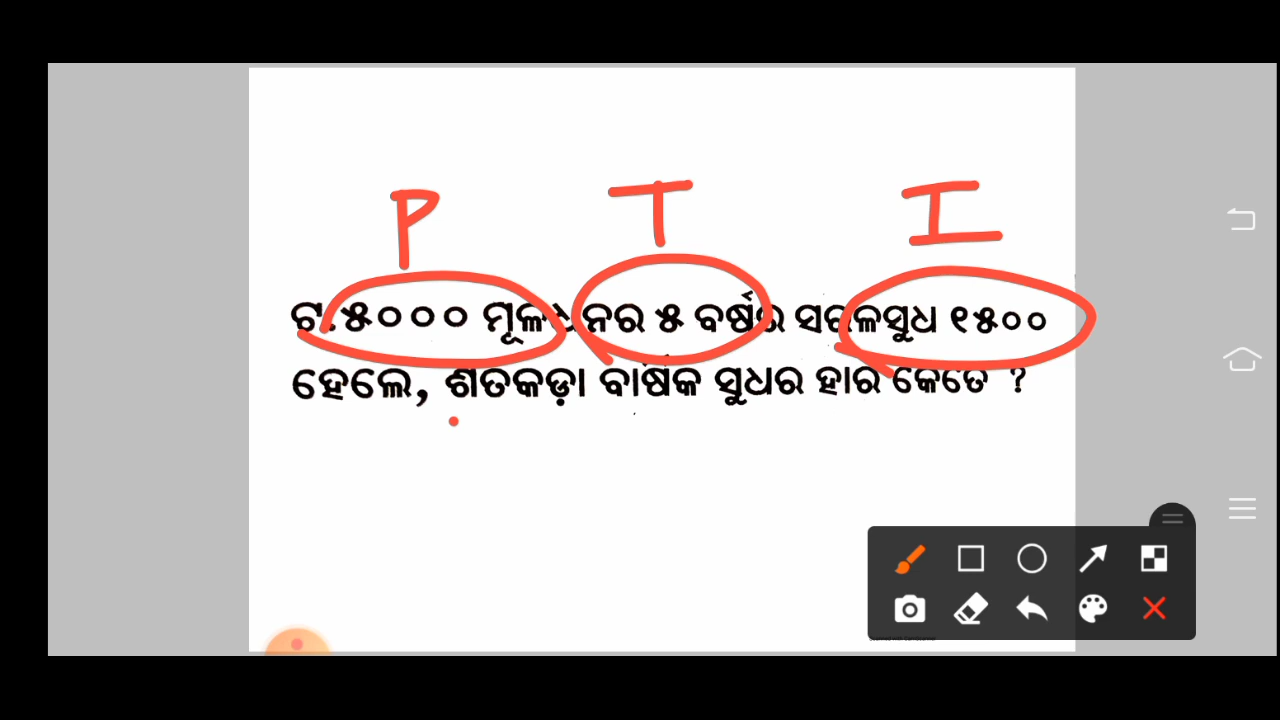 P T I
ଟ.୫୦୦୦ ମୂଳଧନର ୫ ବର୍ଷର ସରଳସୁଧ ୧୫୦୦
ହେଲେ, ଶତକଡ଼ା ବାର୍ଷିକ ସୁଧର ହାର କେତେ ?